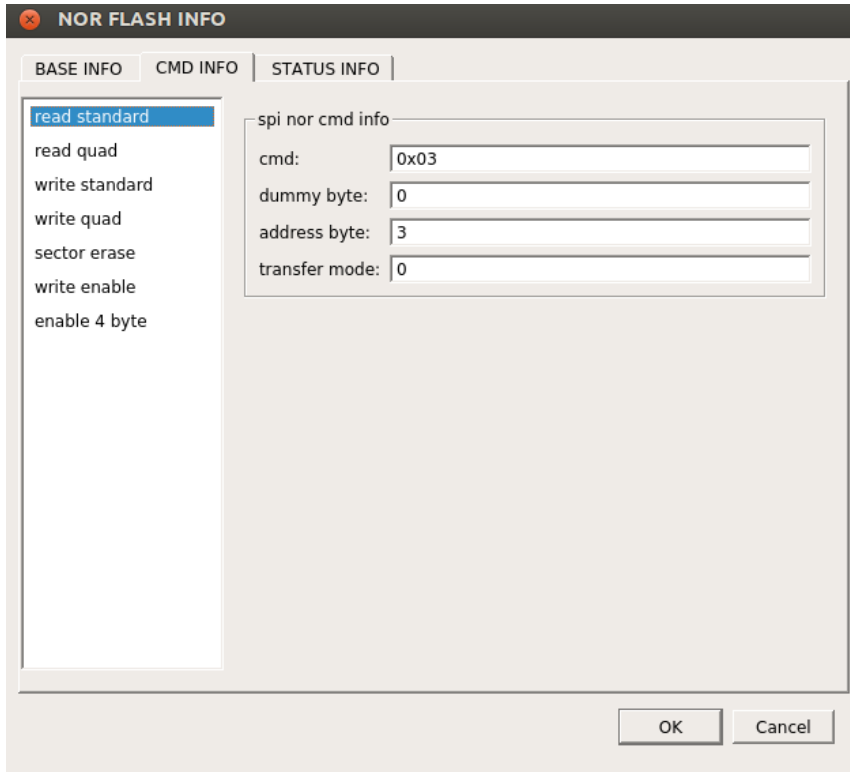 NOR FLASH INFO
BASE INFO CMD INFO STATUS INFO
read standard
read quad
write standard
write quad
sector erase
write enable
enable 4 byte
spi nor cmd info
cmd: 0x03
dummy byte: 0
address byte: 3
transfer mode: 0
OK Cancel